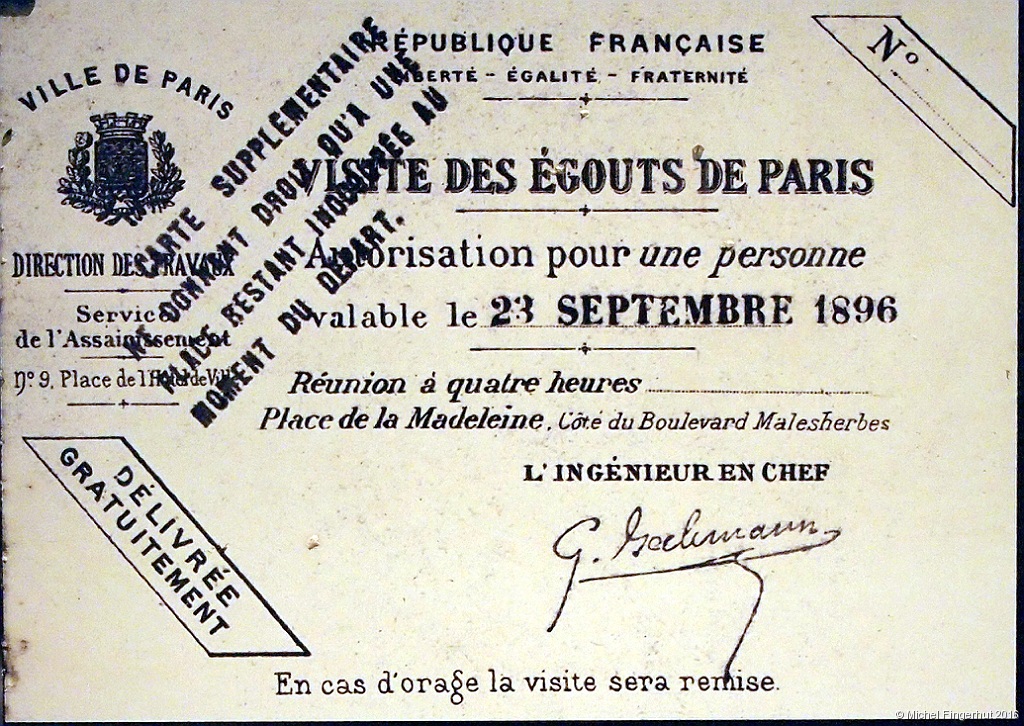 RÉPUBLIQUE FRANÇAISE
LIBERTÉ - ÉGALITÉ - FRATERNITÉ
No
VILLE DE PARIS
DIRECTION DES TRAVAUX
Service
de l'Assainissement
No 9, Place de l'Hôtel de Ville
CARTE SUPPLEMENTAIRE
NE DONNANT DROIT QU'A UNE
PLACE RESTANT INOCCUPÉE AU
MOMENT DU DÉPART.
VISITE DES ÉGOUTS DE PARIS
Autorisation pour une personne
valable le 23 SEPTEMBRE 1896
Réunion à quatre heures
Place de la Madeleine, Côté du Boulevard Malesherbes
L'INGÉNIEUR EN CHEF
G. Bechmann
DÉLIVRÉE
GRATUITEMENT
En cas d'orage la visite sera remise.
© Michel Fingerhut 2016